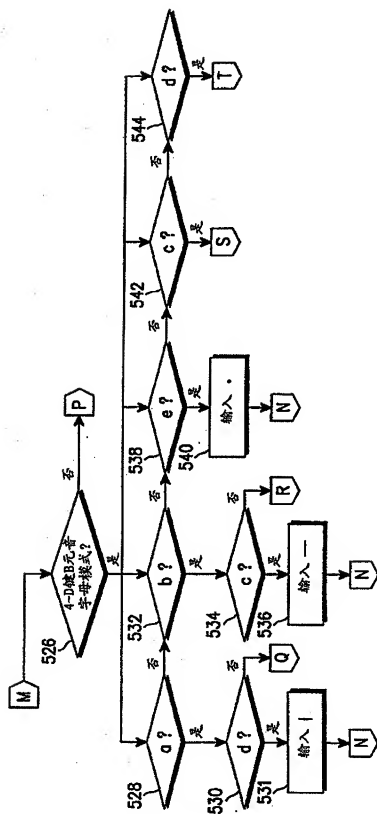 M
4-D键B元音
字母模式?
526
否
P
是
528
a?
否
532
b?
否
538
e?
否
542
c?
否
544
d?
是
是
是
是
是
530
d?
否
Q
534
c?
否
R
540
输入 ·
S
T
是
是
531
输入 |
536
输入 —
N
N
N